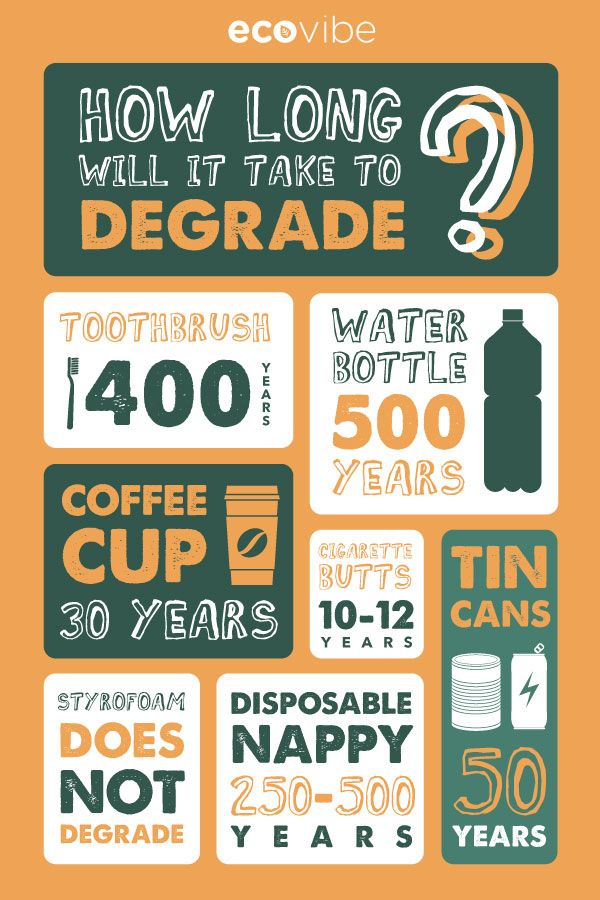 ecovibe
HOW LONG
WILL IT TAKE TO
DEGRADE
?
TOOTHBRUSH
400
YEARS
WATER
BOTTLE
500
YEARS
COFFEE
CUP
30 YEARS
CIGARETTE
BUTTS
10-12
YEARS
TIN
CANS
50
YEARS
STYROFOAM
DOES
NOT
DEGRADE
DISPOSABLE
NAPPY
250-500
YEARS